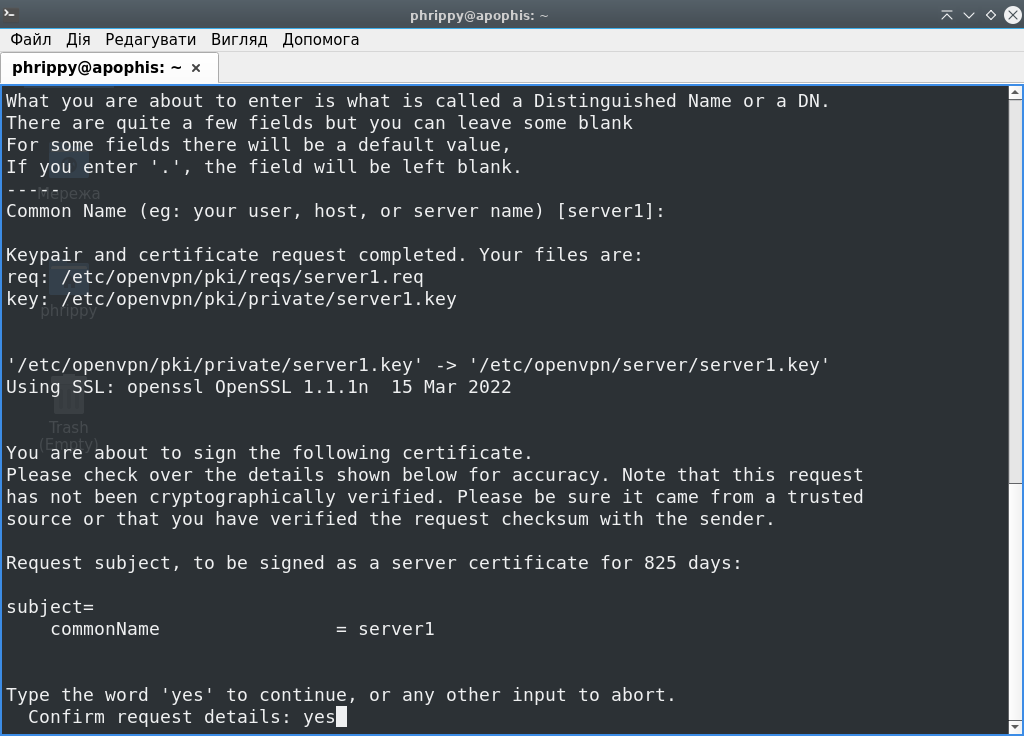 phrippy@apophis: ~
Файл Дія Редагувати Вигляд Допомога
phrippy@apophis: ~ ×
What you are about to enter is what is called a Distinguished Name or a DN.
There are quite a few fields but you can leave some blank
For some fields there will be a default value,
If you enter '.', the field will be left blank.
-----
Мережа
Common Name (eg: your user, host, or server name) [server1]:
Keypair and certificate request completed. Your files are:
req: /etc/openvpn/pki/reqs/server1.req
key: /etc/openvpn/pki/private/server1.key
phrippy
'/etc/openvpn/pki/private/server1.key' -> '/etc/openvpn/server/server1.key'
Using SSL: openssl OpenSSL 1.1.1n  15 Mar 2022
Trash
(Empty)
You are about to sign the following certificate.
Please check over the details shown below for accuracy. Note that this request
has not been cryptographically verified. Please be sure it came from a trusted
source or that you have verified the request checksum with the sender.
Request subject, to be signed as a server certificate for 825 days:
subject=
    commonName                = server1
Type the word 'yes' to continue, or any other input to abort.
  Confirm request details: yes